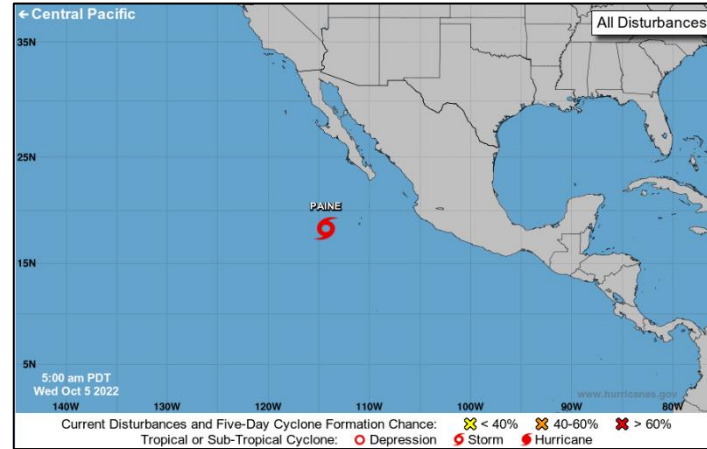 ← Central Pacific
All Disturbances
35N
25N
PAINE
15N
5N
5:00 am PDT
Wed Oct 5 2022
www.hurricanes.gov
140W 130W 120W 110W 100W 90W 80W
Current Disturbances and Five-Day Cyclone Formation Chance: < 40% 40-60% > 60%
Tropical or Sub-Tropical Cyclone: Depression Storm Hurricane